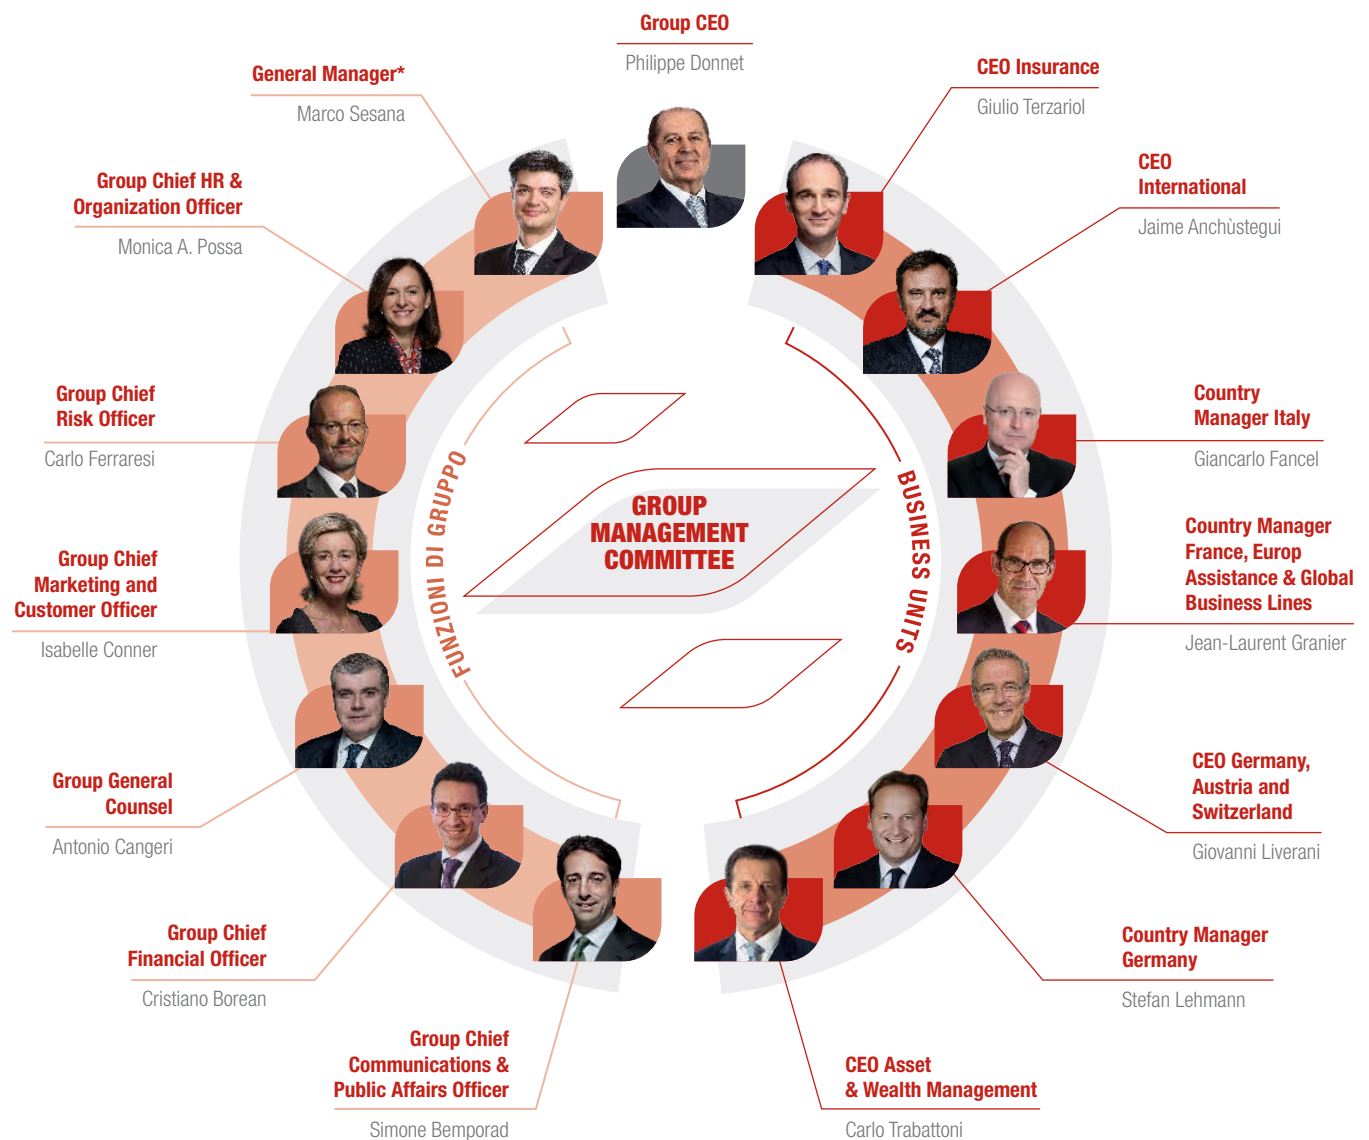 Group CEO
Philippe Donnet
General Manager*
Marco Sesana
Group Chief HR &
Organization Officer
Monica A. Possa
Group Chief
Risk Officer
Carlo Ferraresi
Group Chief
Marketing and
Customer Officer
Isabelle Conner
Group General
Counsel
Antonio Cangeri
Group Chief
Financial Officer
Cristiano Borean
Group Chief
Communications &
Public Affairs Officer
Simone Bemporad
FUNZIONI DI GRUPPO
GROUP
MANAGEMENT
COMMITTEE
BUSINESS UNITS
CEO Insurance
Giulio Terzariol
CEO
International
Jaime Anchùstegui
Country
Manager Italy
Giancarlo Fancel
Country Manager
France, Europ
Assistance & Global
Business Lines
Jean-Laurent Granier
CEO Germany,
Austria and
Switzerland
Giovanni Liverani
Country Manager
Germany
Stefan Lehmann
CEO Asset
& Wealth Management
Carlo Trabattoni